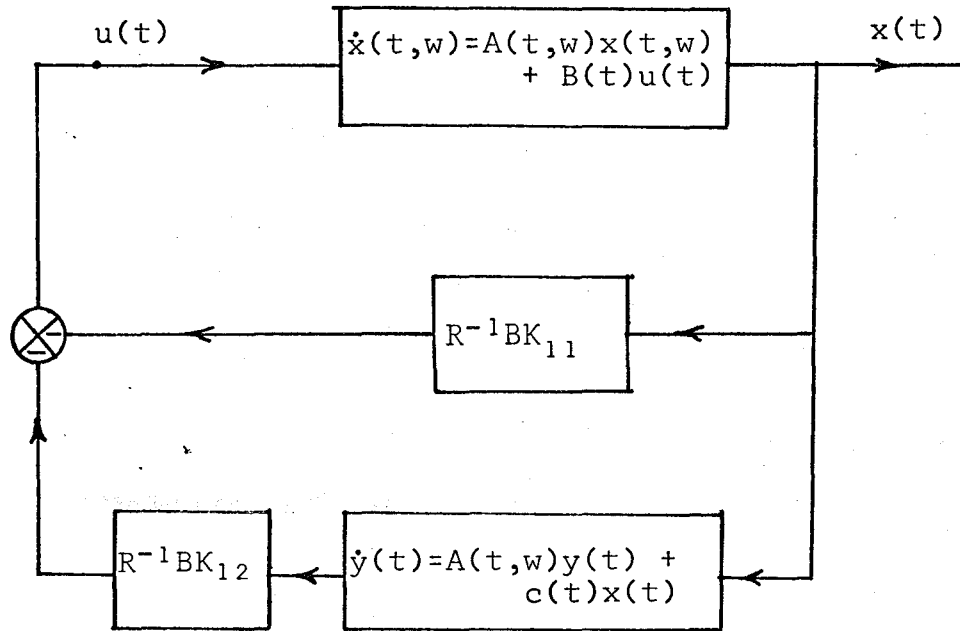 u(t)
ẋ(t,w)=A(t,w)x(t,w)
+ B(t)u(t)
x(t)
R⁻¹BK₁₁
R⁻¹BK₁₂
ẏ(t)=A(t,w)y(t) +
c(t)x(t)